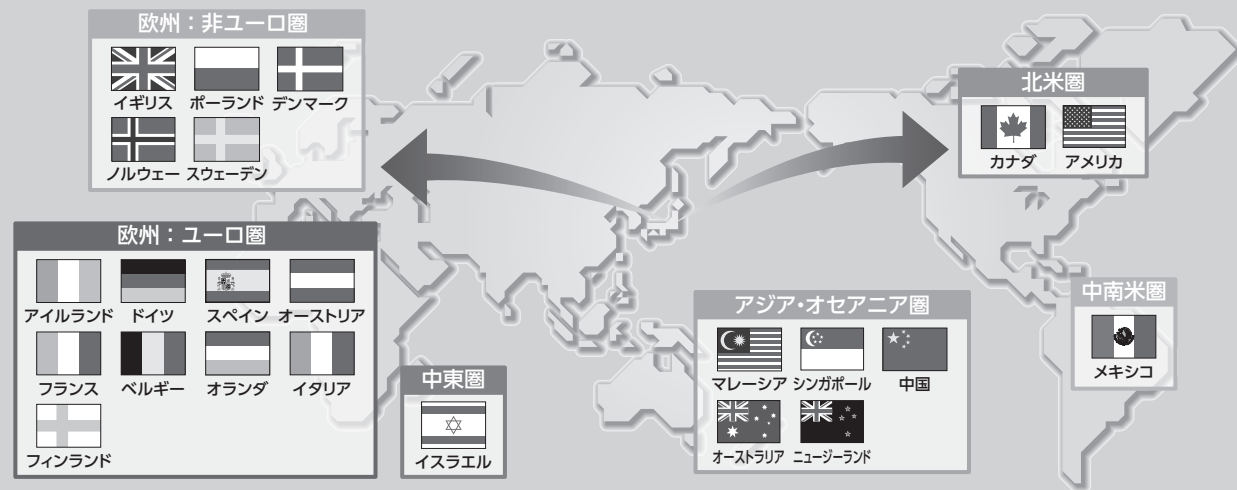 欧州：非ユーロ圏
イギリス ポーランド デンマーク
ノルウェー スウェーデン
北米圏
カナダ アメリカ
欧州：ユーロ圏
アイルランド ドイツ スペイン オーストリア
フランス ベルギー オランダ イタリア
フィンランド
中東圏
イスラエル
アジア・オセアニア圏
マレーシア シンガポール 中国
オーストラリア ニュージーランド
中南米圏
メキシコ